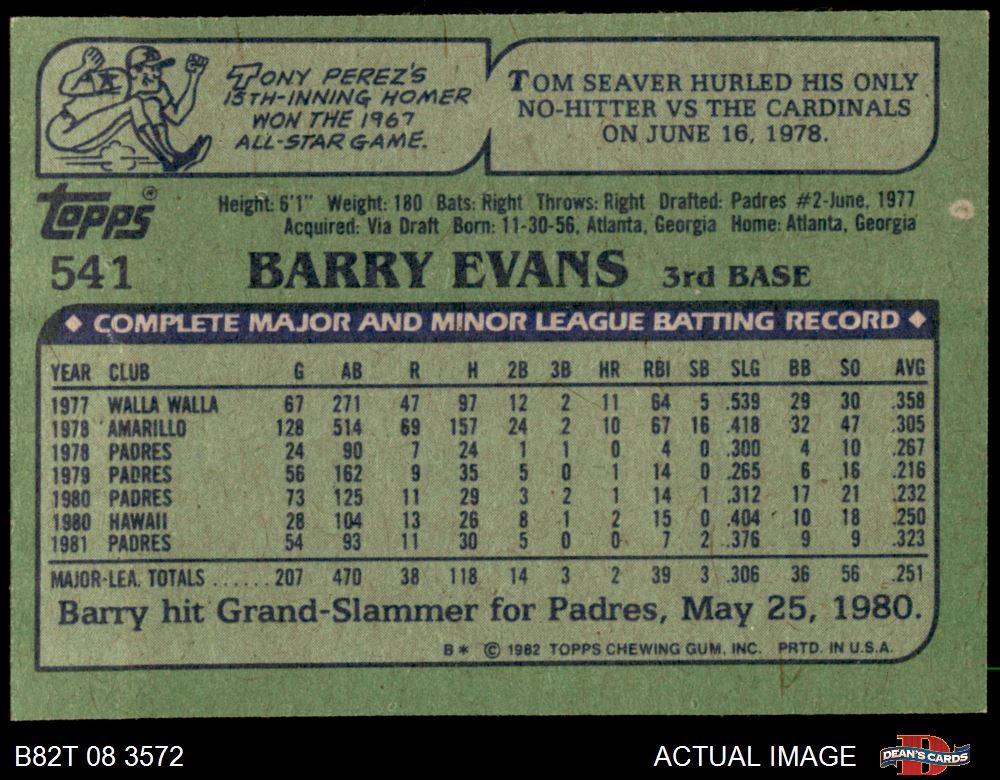 TONY PEREZ'S
13TH-INNING HOMER
WON THE 1967
ALL-STAR GAME.
TOM SEAVER HURLED HIS ONLY
NO-HITTER VS THE CARDINALS
ON JUNE 16, 1978.
TOPPS®
Height: 6'1" Weight: 180 Bats: Right Throws: Right Drafted: Padres #2-June, 1977
Acquired: Via Draft Born: 11-30-56, Atlanta, Georgia Home: Atlanta, Georgia
541 BARRY EVANS 3rd BASE
◆ COMPLETE MAJOR AND MINOR LEAGUE BATTING RECORD ◆
YEAR CLUB G AB R H 2B 3B HR RBI SB SLG BB SO AVG
1977 WALLA WALLA 67 271 47 97 12 2 11 64 5 .539 29 30 .358
1978 AMARILLO 128 514 69 157 24 2 10 67 16 .418 32 47 .305
1978 PADRES 24 90 7 24 1 1 0 4 0 .300 4 10 .267
1979 PADRES 56 162 9 35 5 0 1 14 0 .265 6 16 .216
1980 PADRES 73 125 11 29 3 2 1 14 1 .312 17 21 .232
1980 HAWAII 28 104 13 26 8 1 2 15 0 .404 10 18 .250
1981 PADRES 54 93 11 30 5 0 0 7 2 .376 9 9 .323
MAJOR-LEA. TOTALS ...... 207 470 38 118 14 3 2 39 3 .306 36 56 .251
Barry hit Grand-Slammer for Padres, May 25, 1980.
B* © 1982 TOPPS CHEWING GUM, INC. PRTD. IN U.S.A.
B82T 08 3572 ACTUAL IMAGE DEAN'S CARDS